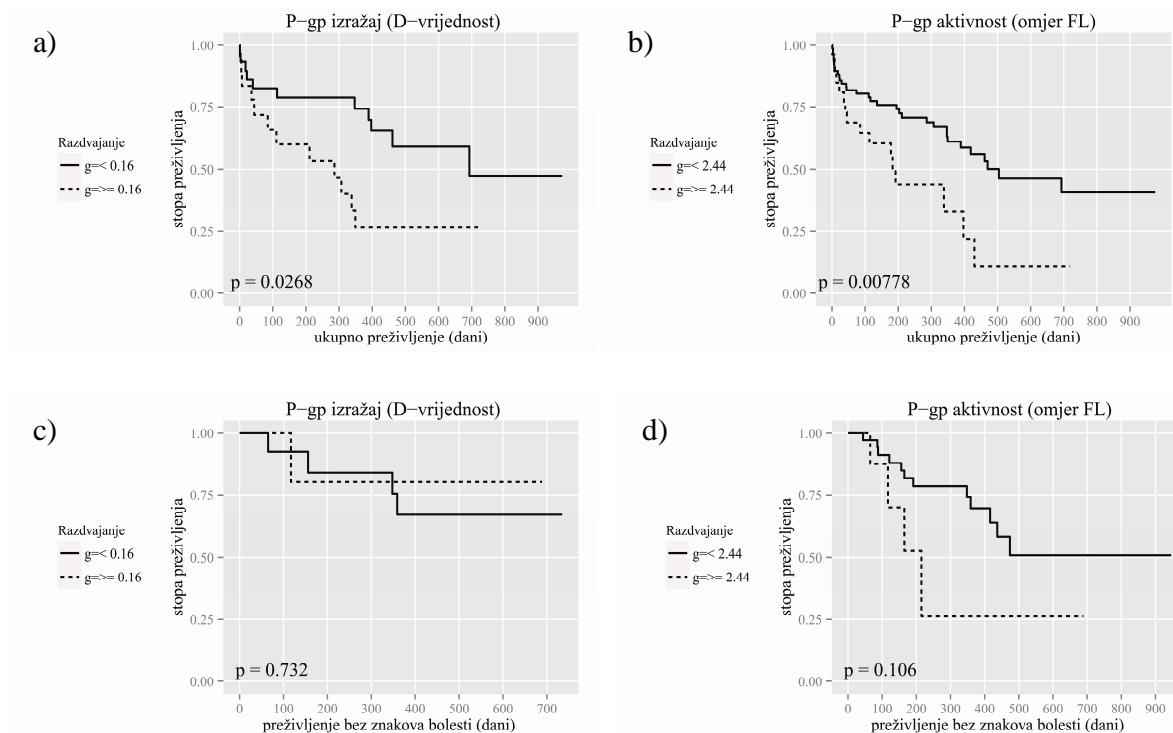 a)
P-gp izražaj (D-vrijednost)
1.00
0.75
0.50
0.25
0.00
stopa preživljenja
Razdvajanje
g=< 0.16
g=>= 0.16
p = 0.0268
0 100 200 300 400 500 600 700 800 900
ukupno preživljenje (dani)
b)
P-gp aktivnost (omjer FL)
1.00
0.75
0.50
0.25
0.00
stopa preživljenja
Razdvajanje
g=< 2.44
g=>= 2.44
p = 0.00778
0 100 200 300 400 500 600 700 800 900
ukupno preživljenje (dani)
c)
P-gp izražaj (D-vrijednost)
1.00
0.75
0.50
0.25
0.00
stopa preživljenja
Razdvajanje
g=< 0.16
g=>= 0.16
p = 0.732
0 100 200 300 400 500 600 700
preživljenje bez znakova bolesti (dani)
d)
P-gp aktivnost (omjer FL)
1.00
0.75
0.50
0.25
0.00
stopa preživljenja
Razdvajanje
g=< 2.44
g=>= 2.44
p = 0.106
0 100 200 300 400 500 600 700 800 900
preživljenje bez znakova bolesti (dani)